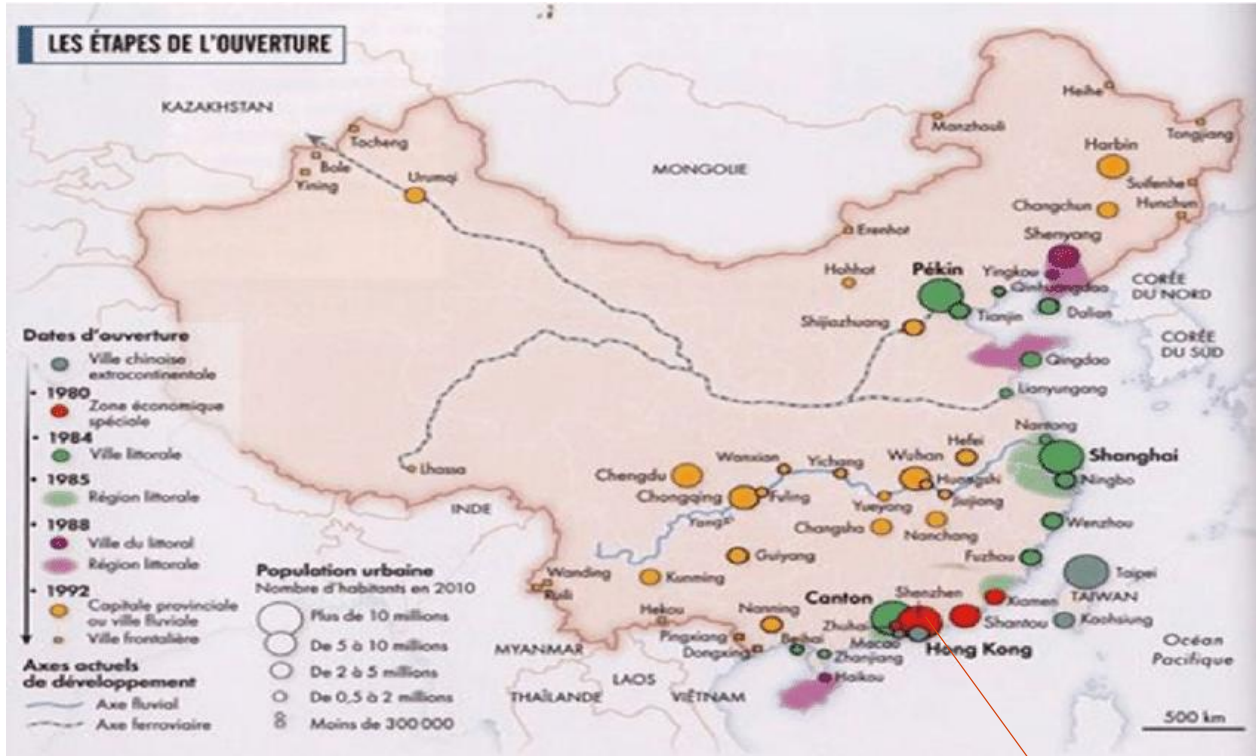 LES ÉTAPES DE L'OUVERTURE
KAZAKHSTAN
Tacheng
Bole
Yining
Urumqi
MONGOLIE
Heihe
Manzhouli
Tongjiang
Harbin
Suifenhe
Changchun
Hunchun
Erenhot
Shenyang
Hohhot
Pékin
Yingkou
Qinhuangdao
CORÉE
DU NORD
Tianjin
Dalian
Shijiazhuang
CORÉE
DU SUD
Qingdao
Lianyungang
Nantong
Lhassa
Wanxian
Yichang
Wuhan
Hefei
Shanghai
Chengdu
Huangshi
Ningbo
Chongqing
Fuling
Yueyang
Jiujiang
INDE
Yangzi
Changsha
Nanchang
Wenzhou
Guiyang
Fuzhou
Wanding
Kunming
Taipei
Ruili
Shenzhen
Xiamen
TAIWAN
Hekou
Nanning
Canton
Zhuhai
Shantou
Kaohsiung
Pingxiang
Beihai
Macao
Hong Kong
MYANMAR
Dongxing
Zhanjiang
Océan
Pacifique
LAOS
Haikou
THAÏLANDE
VIÊTNAM
500 km
Dates d'ouverture
Ville chinoise
extracontinentale
1980
Zone économique
spéciale
1984
Ville littorale
1985
Région littorale
1988
Ville du littoral
Région littorale
1992
Capitale provinciale
ou ville fluviale
Ville frontalière
Axes actuels
de développement
Axe fluvial
Axe ferroviaire
Population urbaine
Nombre d'habitants en 2010
Plus de 10 millions
De 5 à 10 millions
De 2 à 5 millions
De 0,5 à 2 millions
Moins de 300 000